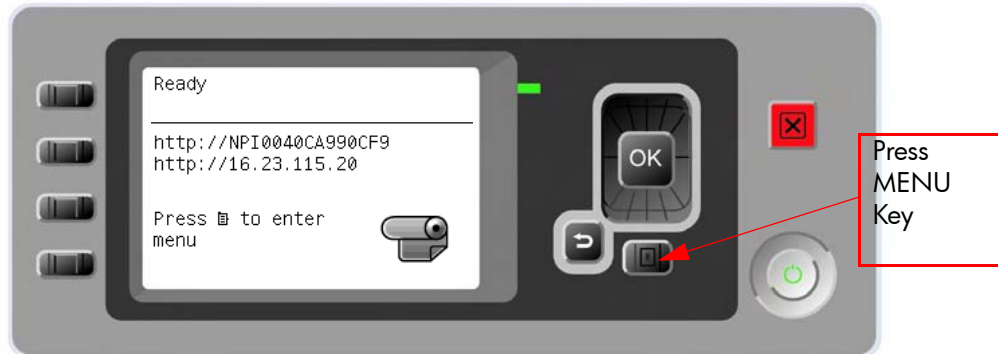 Ready
http://NPI0040CA990CF9
http://16.23.115.20
Press to enter
menu
OK
Press
MENU
Key